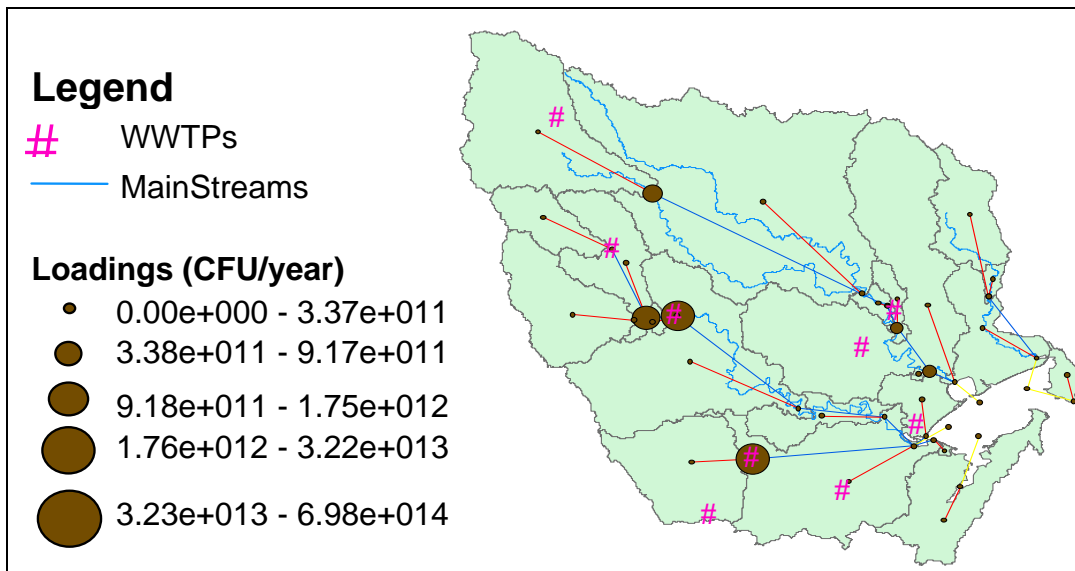 Legend
# WWTPs
MainStreams
Loadings (CFU/year)
0.00e+000 - 3.37e+011
3.38e+011 - 9.17e+011
9.18e+011 - 1.75e+012
1.76e+012 - 3.22e+013
3.23e+013 - 6.98e+014
#
#
#
#
#
#
#
#
#